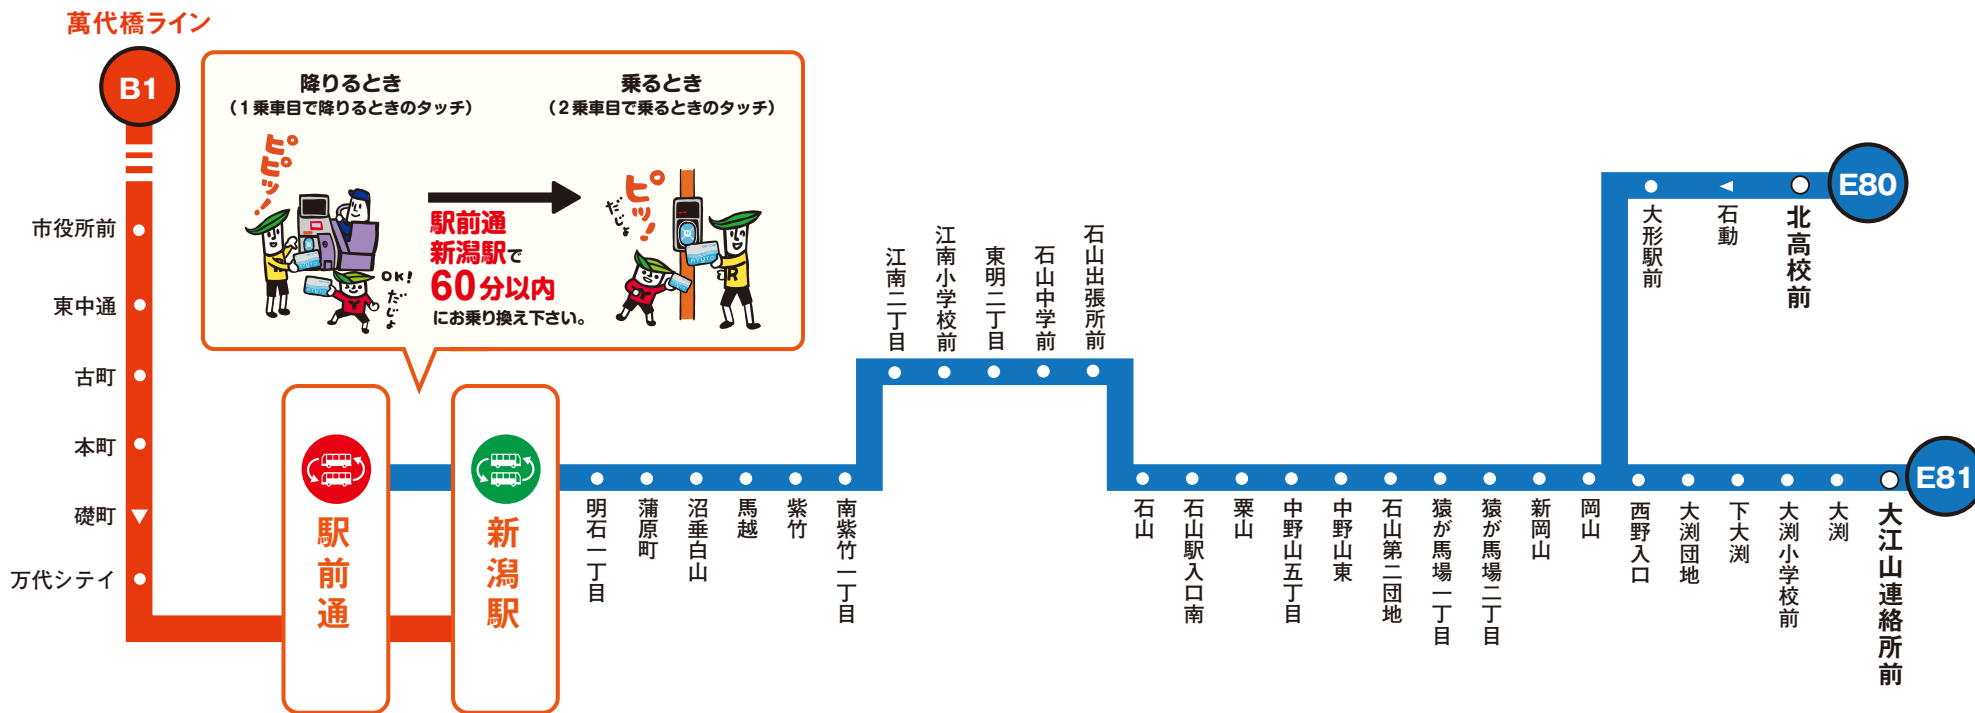 萬代橋ライン
B1
市役所前
東中通
古町
本町
礎町
万代シテイ
降りるとき
（1乗車目で降りるときのタッチ）
ピピッ!
OK!
だじょ
駅前通
新潟駅で
60分以内
にお乗り換え下さい。
乗るとき
（2乗車目で乗るときのタッチ）
ピッ!
だじょ
R
駅前通
新潟駅
明石一丁目
蒲原町
沼垂白山
馬越
紫竹
南紫竹一丁目
江南二丁目
江南小学校前
東明二丁目
石山中学前
石山出張所前
石山
石山駅入口南
粟山
中野山五丁目
中野山東
石山第二団地
猿が馬場一丁目
猿が馬場二丁目
新岡山
岡山
大形駅前
石動
北高校前
E80
西野入口
大渕団地
下大渕
大渕小学校前
大渕
大江山連絡所前
E81